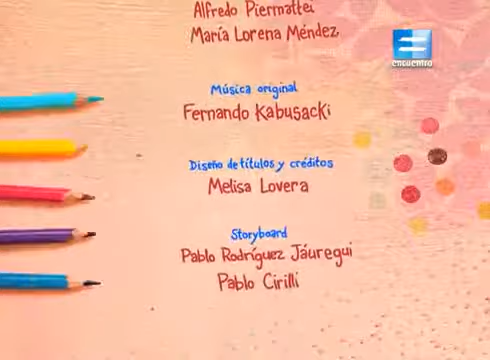 Alfredo Piermattei
María Lorena Méndez
encuentro
Música original
Fernando Kabusacki
Diseño de títulos y créditos
Melisa Lovera
Storyboard
Pablo Rodríguez Jáuregui
Pablo Cirilli